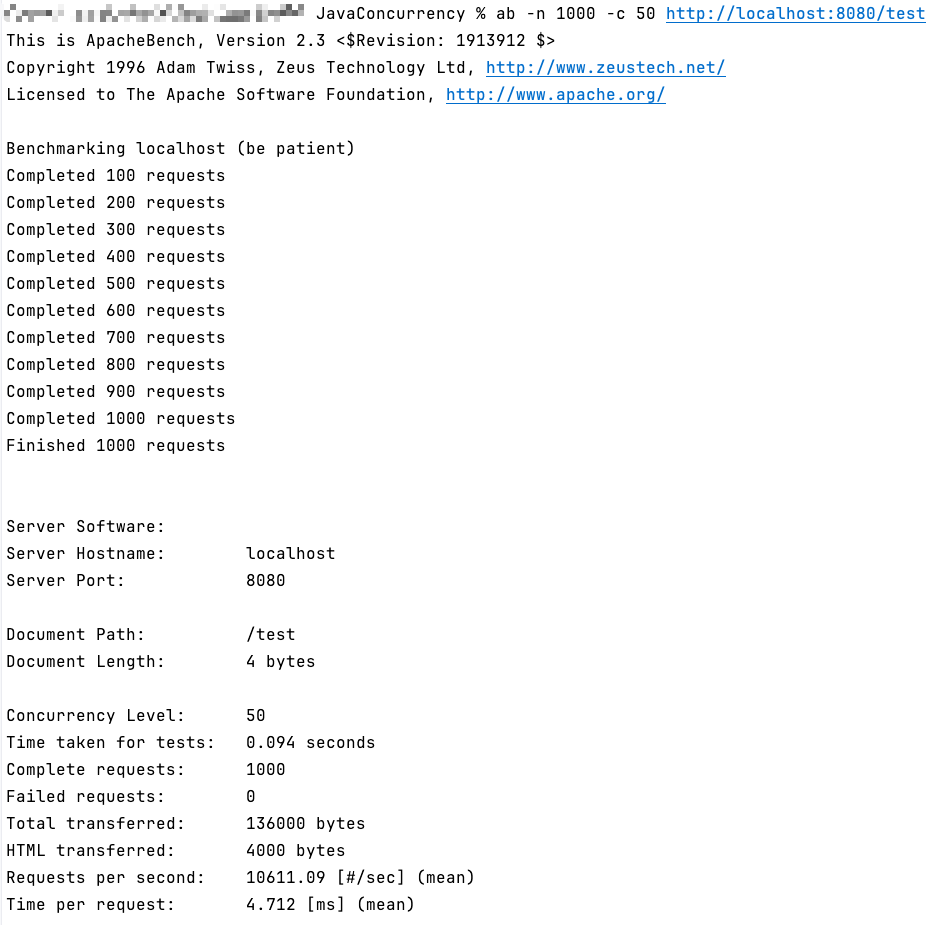 JavaConcurrency % ab -n 1000 -c 50 http://localhost:8080/test
This is ApacheBench, Version 2.3 <$Revision: 1913912 $>
Copyright 1996 Adam Twiss, Zeus Technology Ltd, http://www.zeustech.net/
Licensed to The Apache Software Foundation, http://www.apache.org/
Benchmarking localhost (be patient)
Completed 100 requests
Completed 200 requests
Completed 300 requests
Completed 400 requests
Completed 500 requests
Completed 600 requests
Completed 700 requests
Completed 800 requests
Completed 900 requests
Completed 1000 requests
Finished 1000 requests
Server Software:
Server Hostname: localhost
Server Port: 8080
Document Path: /test
Document Length: 4 bytes
Concurrency Level: 50
Time taken for tests: 0.094 seconds
Complete requests: 1000
Failed requests: 0
Total transferred: 136000 bytes
HTML transferred: 4000 bytes
Requests per second: 10611.09 [#/sec] (mean)
Time per request: 4.712 [ms] (mean)